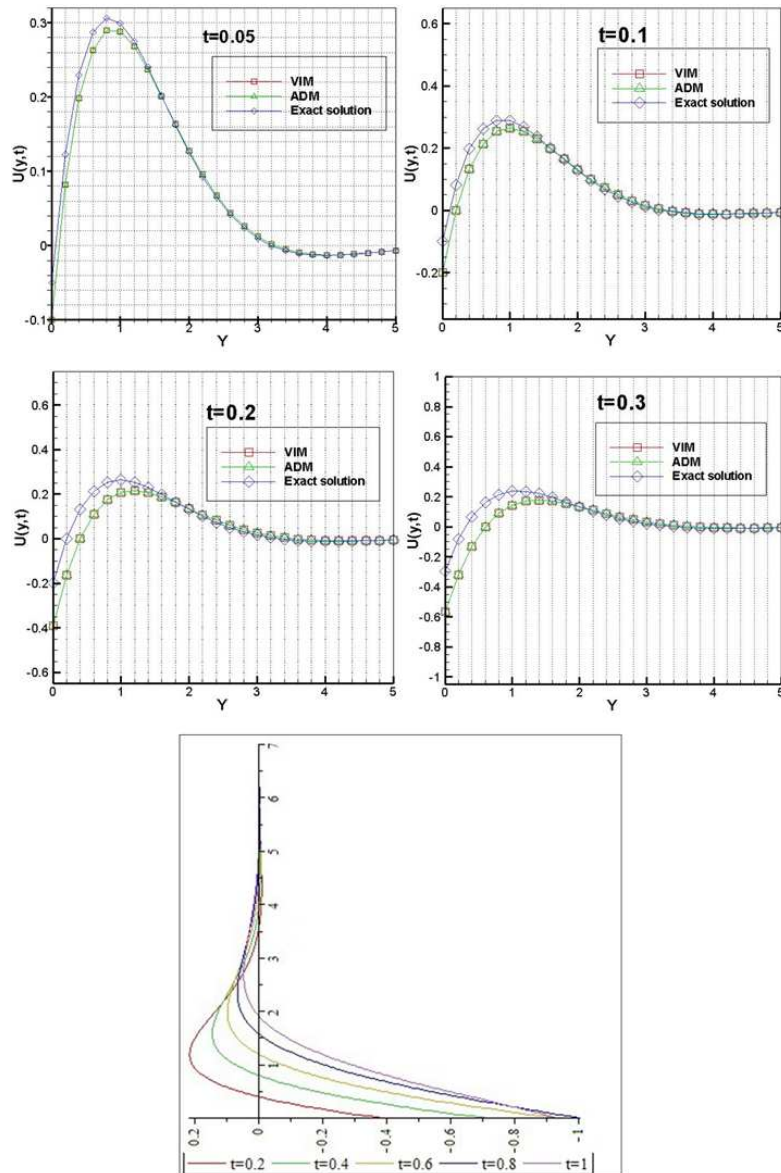 t=0.05
VIM
ADM
Exact solution
U(y,t)
0.3
0.2
0.1
0
-0.1
0 1 2 3 4 5
Y
t=0.1
VIM
ADM
Exact solution
U(y,t)
0.6
0.4
0.2
0
-0.2
0 1 2 3 4 5
Y
t=0.2
VIM
ADM
Exact solution
U(y,t)
0.6
0.4
0.2
0
-0.2
-0.4
-0.6
0 1 2 3 4 5
Y
t=0.3
VIM
ADM
Exact solution
U(y,t)
1
0.8
0.6
0.4
0.2
0
-0.2
-0.4
-0.6
-0.8
-1
0 1 2 3 4 5
Y
7
6
5
4
3
2
1
0.2 0 -0.2 -0.4 -0.6 -0.8 -1
t=0.2 t=0.4 t=0.6 t=0.8 t=1